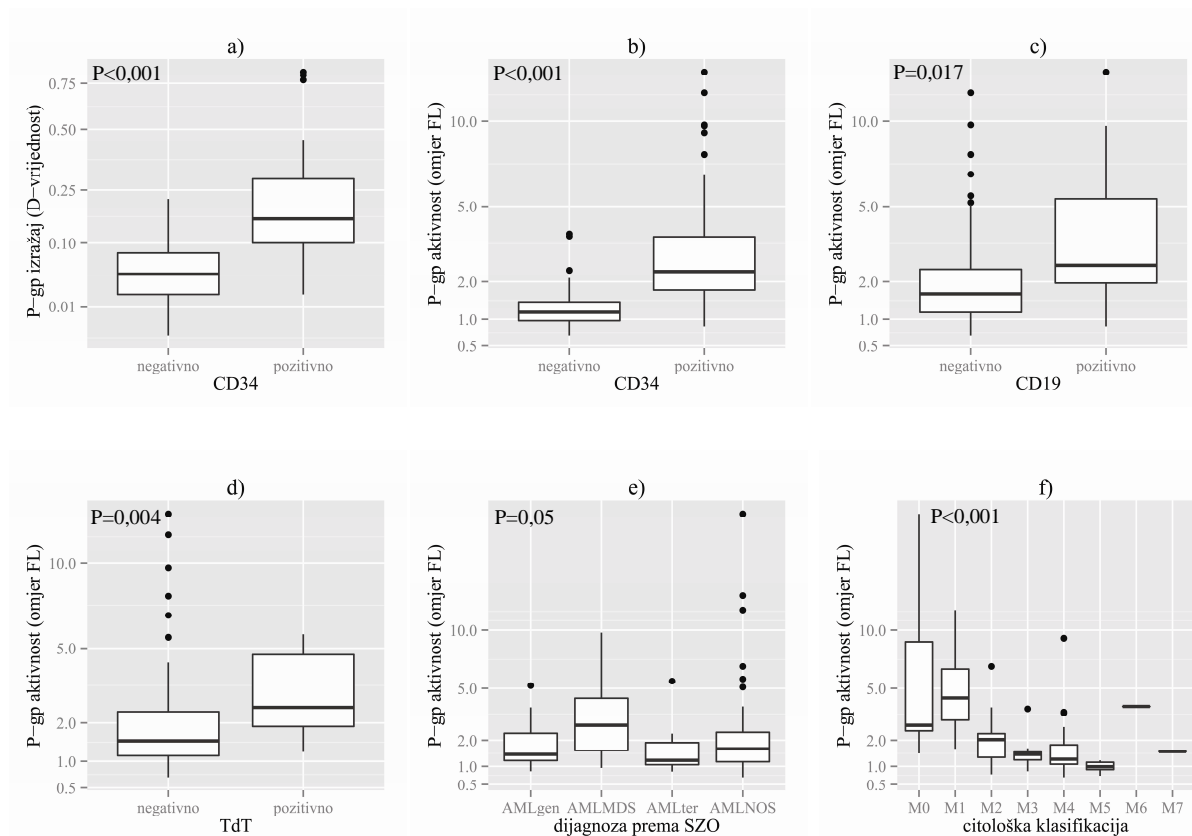 a)
P<0,001
P-gp izražaj (D-vrijednost)
0.75
0.50
0.25
0.10
0.01
negativno pozitivno
CD34
b)
P<0,001
P-gp aktivnost (omjer FL)
10.0
5.0
2.0
1.0
0.5
negativno pozitivno
CD34
c)
P=0,017
P-gp aktivnost (omjer FL)
10.0
5.0
2.0
1.0
0.5
negativno pozitivno
CD19
d)
P=0,004
P-gp aktivnost (omjer FL)
10.0
5.0
2.0
1.0
0.5
negativno pozitivno
TdT
e)
P=0,05
P-gp aktivnost (omjer FL)
10.0
5.0
2.0
1.0
0.5
AMLgen AMLMDS AMLter AMLNOS
dijagnoza prema SZO
f)
P<0,001
P-gp aktivnost (omjer FL)
10.0
5.0
2.0
1.0
0.5
M0 M1 M2 M3 M4 M5 M6 M7
citološka klasifikacija